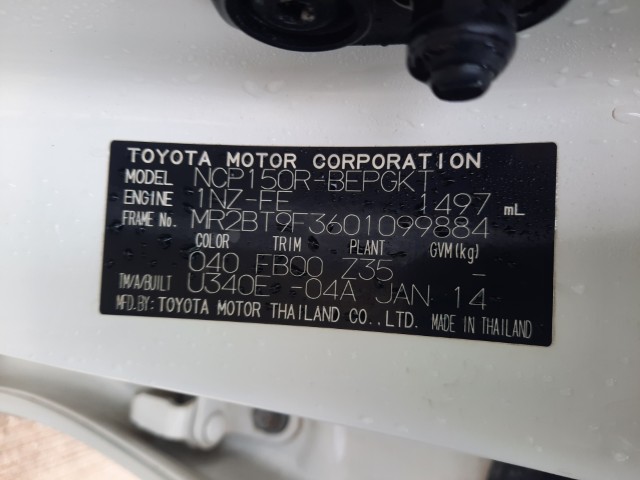 TOYOTA MOTOR CORPORATION
MODEL NCP150R-BEPGKT
ENGINE 1NZ-FE 1497 mL
FRAME No. MR2BT9F3601099884
COLOR TRIM PLANT GVM(kg)
040 FB00 Z35 -
TM/A/BUILT U340E -04A JAN 14
MFD.BY: TOYOTA MOTOR THAILAND CO.,LTD. MADE IN THAILAND